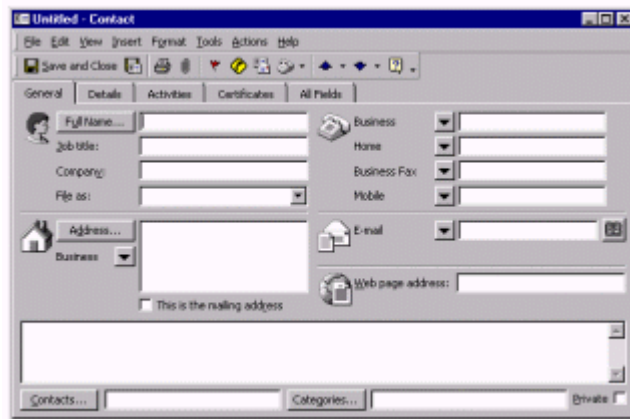 Untitled - Contact
File Edit View Insert Format Tools Actions Help
Save and Close
General Details Activities Certificates All Fields
Full Name...
Job title:
Company:
File as:
Business
Home
Business Fax
Mobile
Address...
Business
This is the mailing address
E-mail
Web page address:
Contacts... Categories... Private